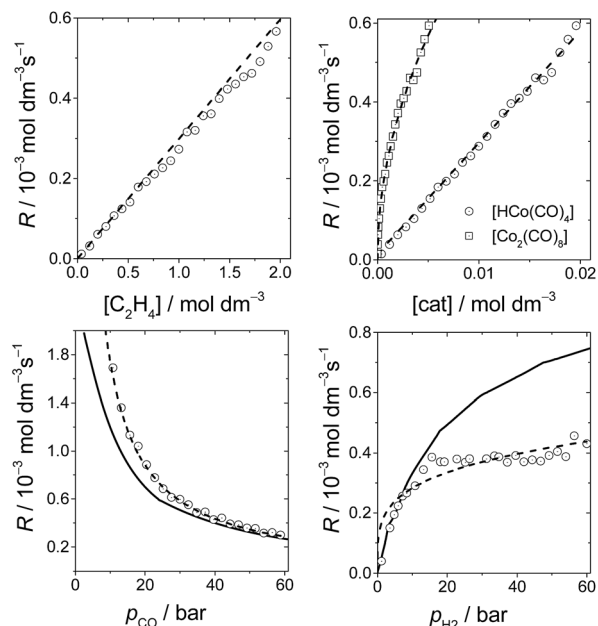 R / 10⁻³ mol dm⁻³s⁻¹
0.6
0.4
0.2
0.0
0.0 0.5 1.0 1.5 2.0
[C₂H₄] / mol dm⁻³
R / 10⁻³ mol dm⁻³s⁻¹
0.6
0.4
0.2
0.0
[HCo(CO)₄]
[Co₂(CO)₈]
0.00 0.01 0.02
[cat] / mol dm⁻³
R / 10⁻³ mol dm⁻³s⁻¹
1.8
1.4
1.0
0.6
0.2
0 20 40 60
p_CO / bar
R / 10⁻³ mol dm⁻³s⁻¹
0.8
0.6
0.4
0.2
0.0
0 20 40 60
p_H2 / bar